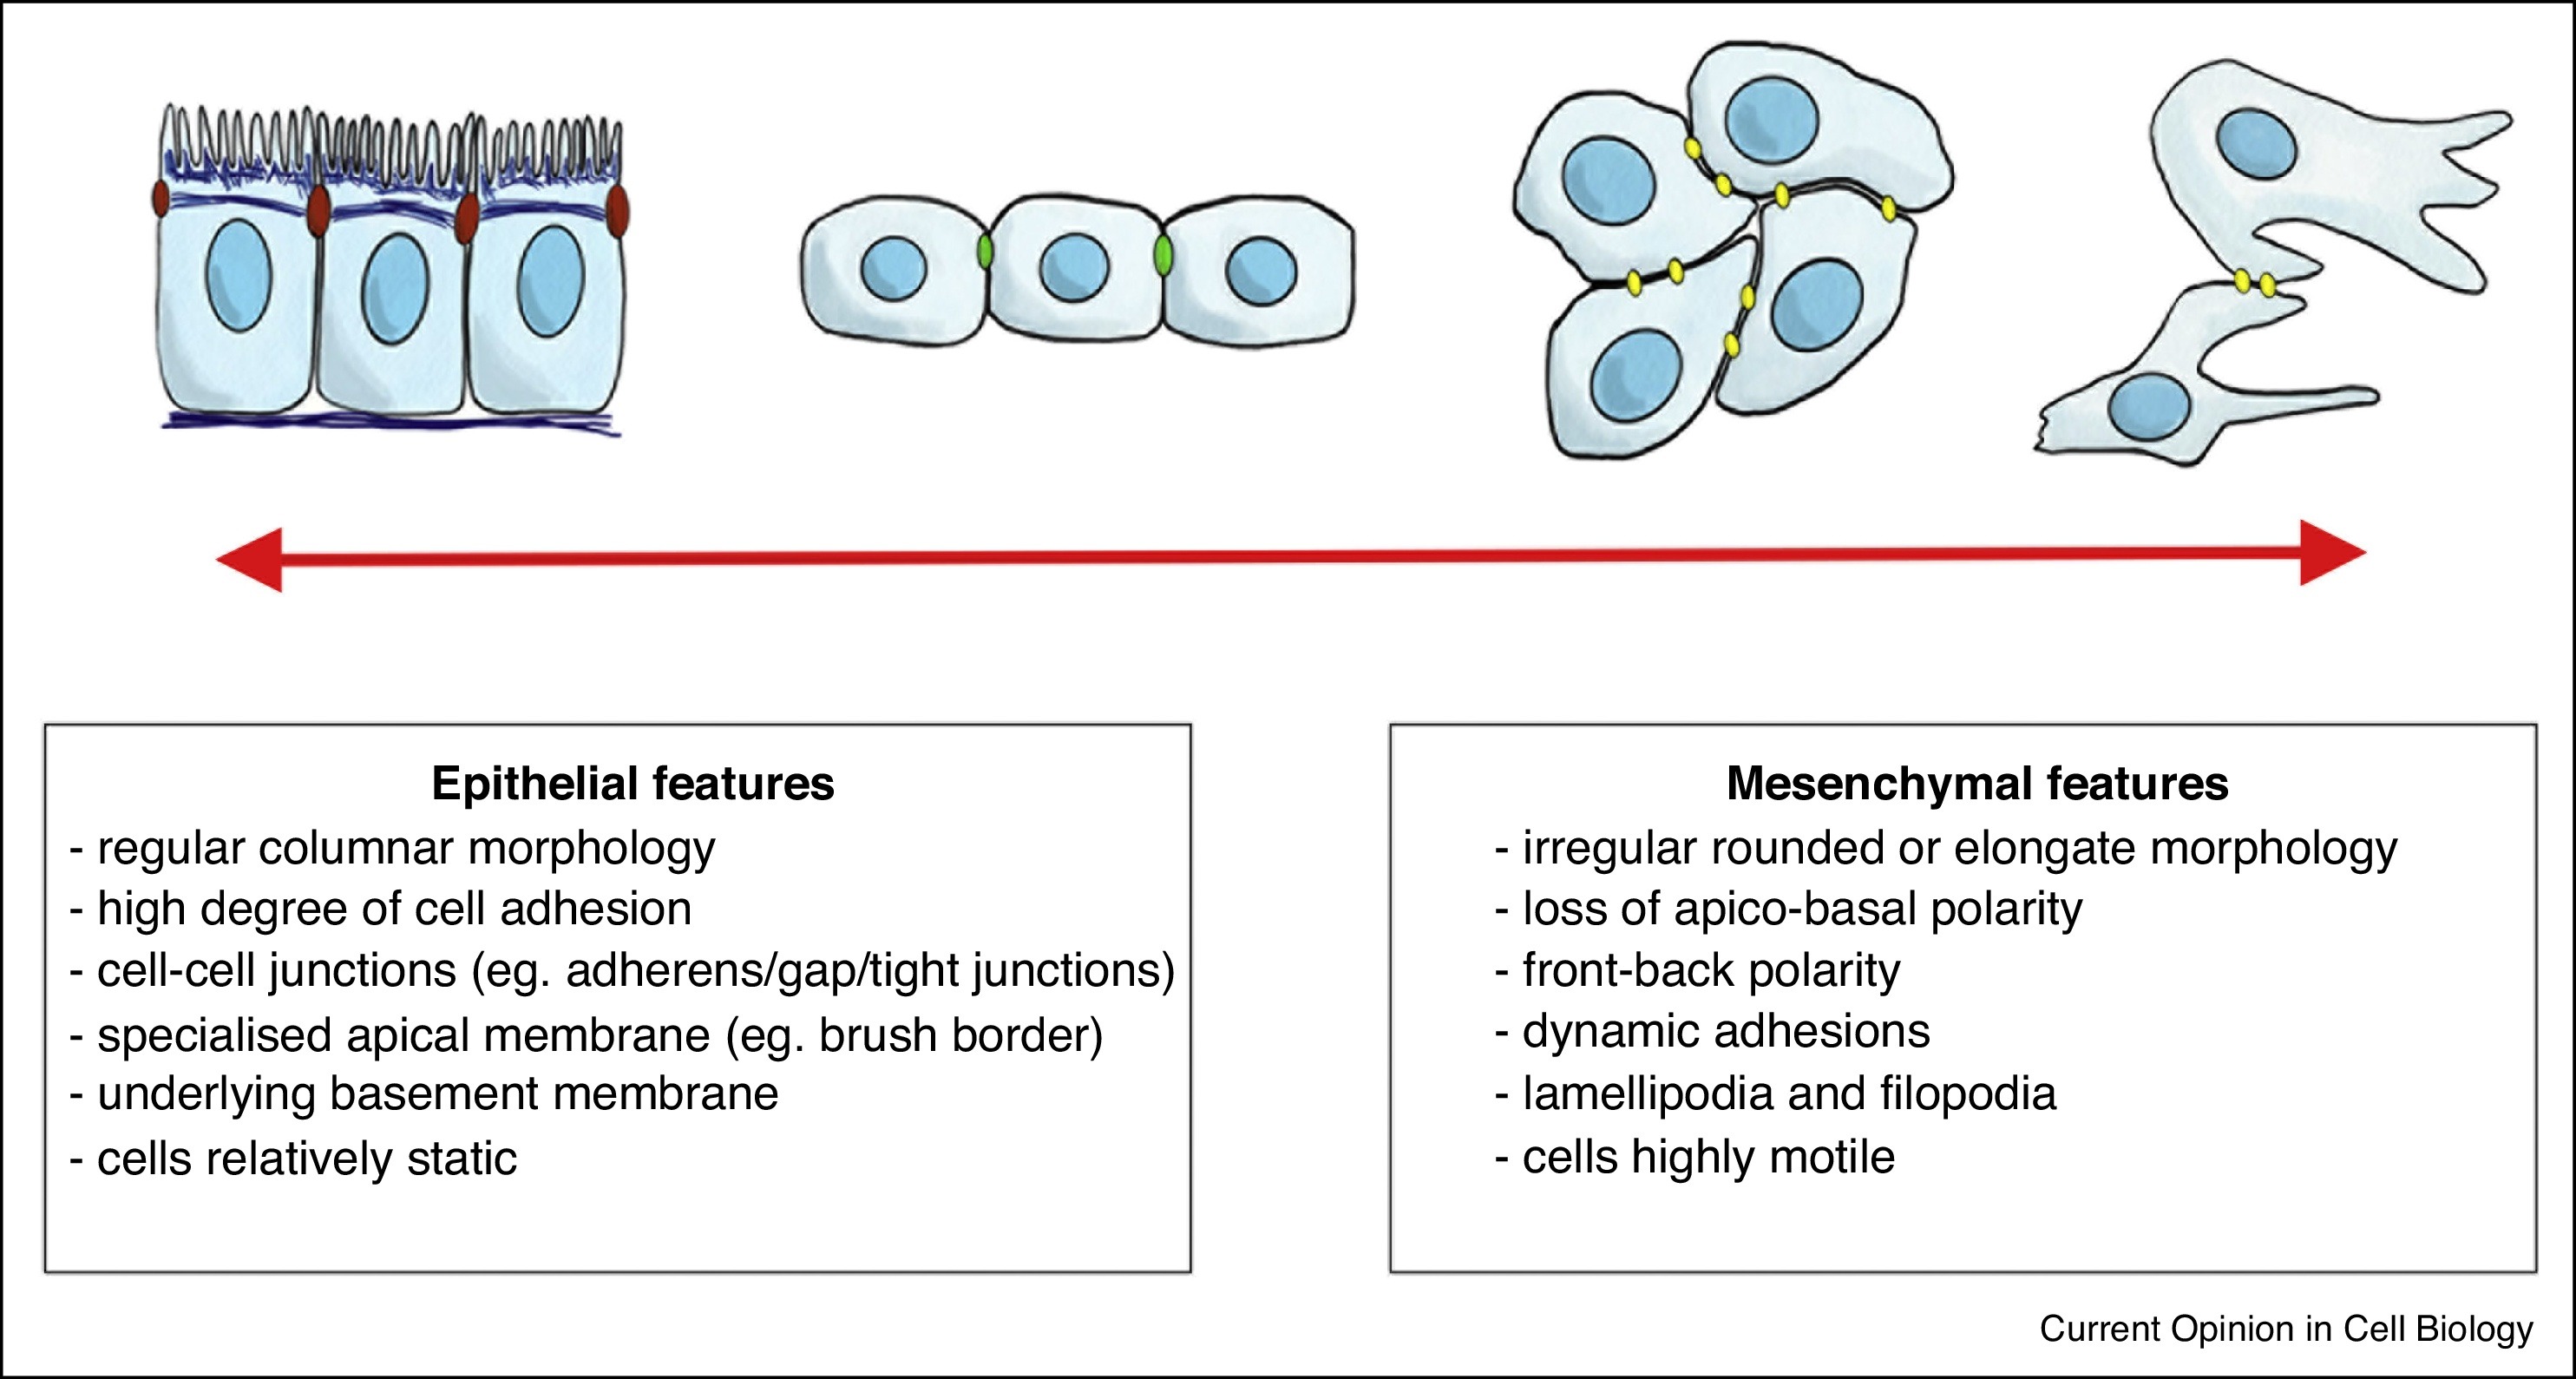 Epithelial features
- regular columnar morphology
- high degree of cell adhesion
- cell-cell junctions (eg. adherens/gap/tight junctions)
- specialised apical membrane (eg. brush border)
- underlying basement membrane
- cells relatively static
Mesenchymal features
- irregular rounded or elongate morphology
- loss of apico-basal polarity
- front-back polarity
- dynamic adhesions
- lamellipodia and filopodia
- cells highly motile
Current Opinion in Cell Biology